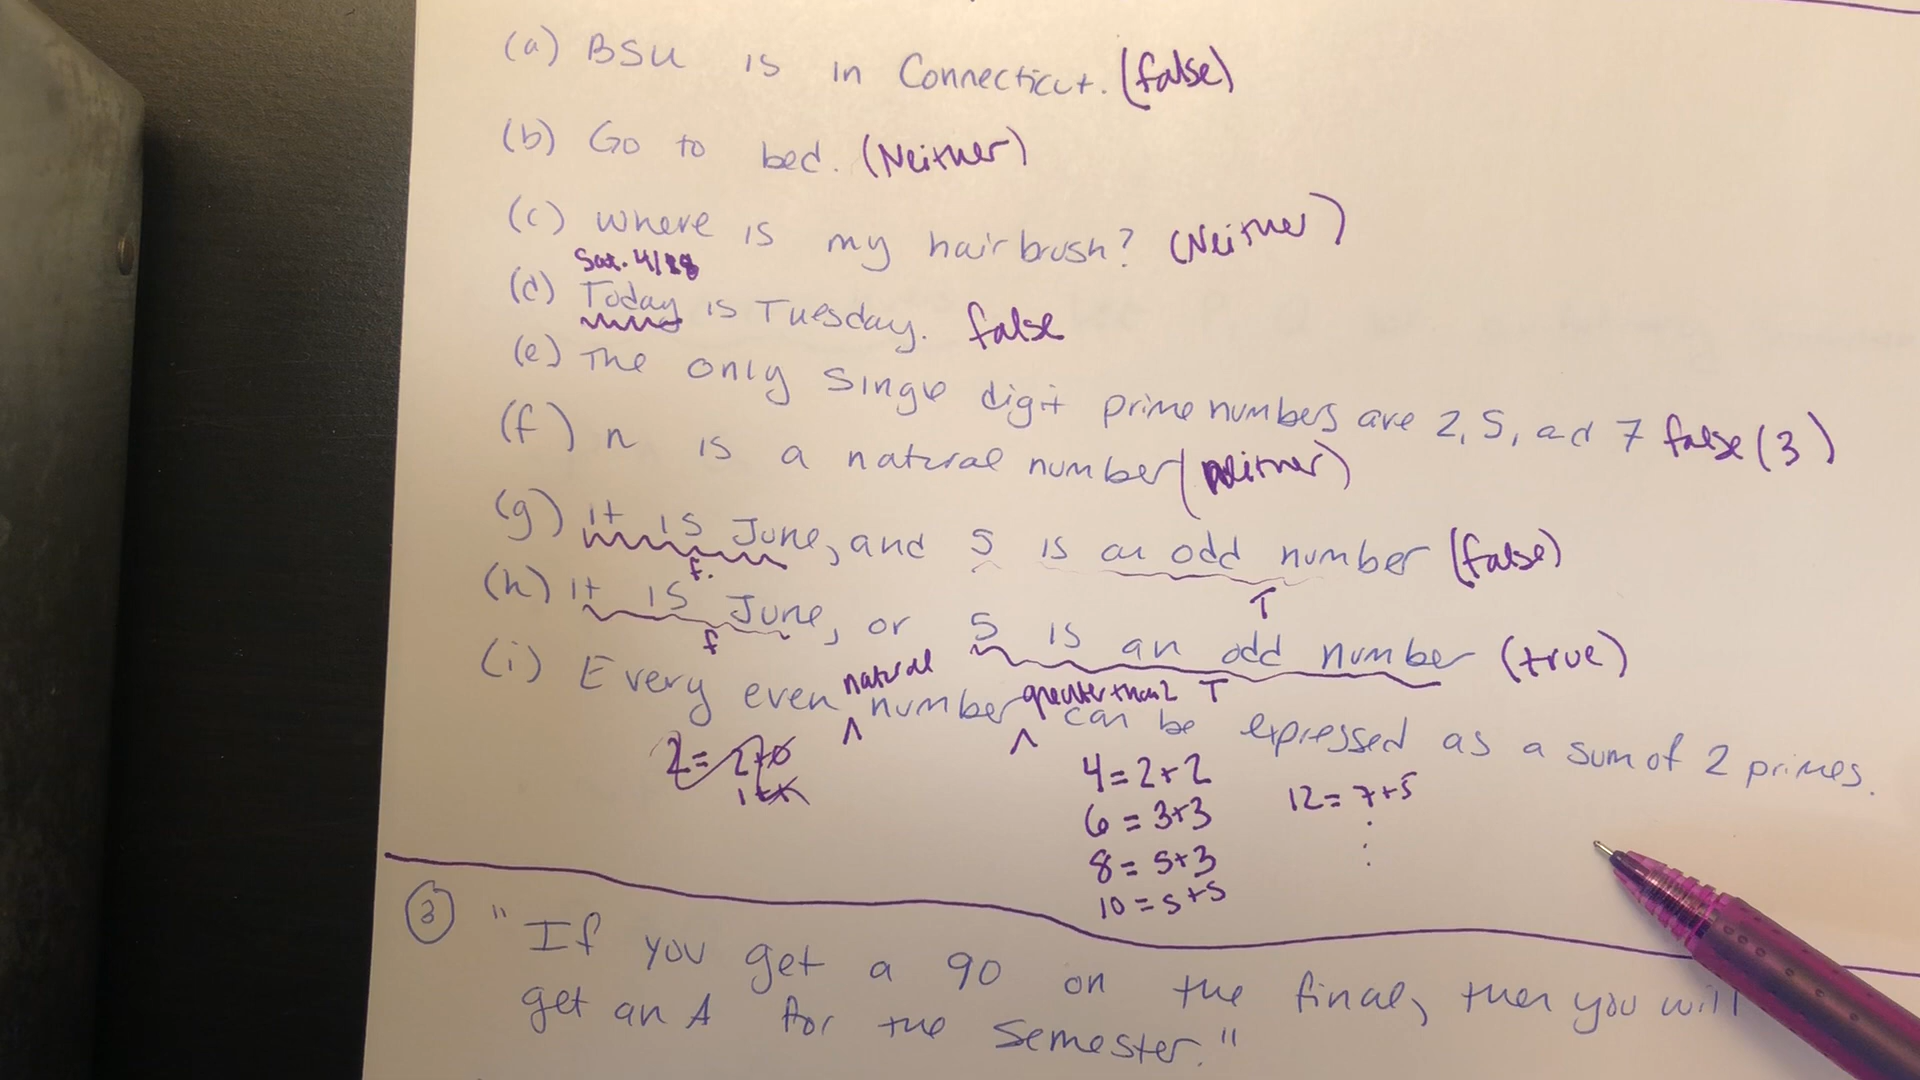 (a) BSU is in Connecticut. (false)
(b) Go to bed. (Neither)
(c) Where is my hairbrush? (Neither)
Sat. 4/18
(d) Today is Tuesday. false
(e) The only single digit prime numbers are 2, 5, ad 7 false (3)
(f) n is a natural number (neither)
(g) it is June, and 5 is an odd number (false)
f. T
(h) it is June, or 5 is an odd number (true)
f T
natural greater than 2
(i) Every even ^ number ^ can be expressed as a sum of 2 primes.
2 = 2+0
4 = 2+2 12 = 7+5
6 = 3+3
8 = 5+3
10 = 5+5
(3) "If you get a 90 on the final, then you will
get an A for the semester."